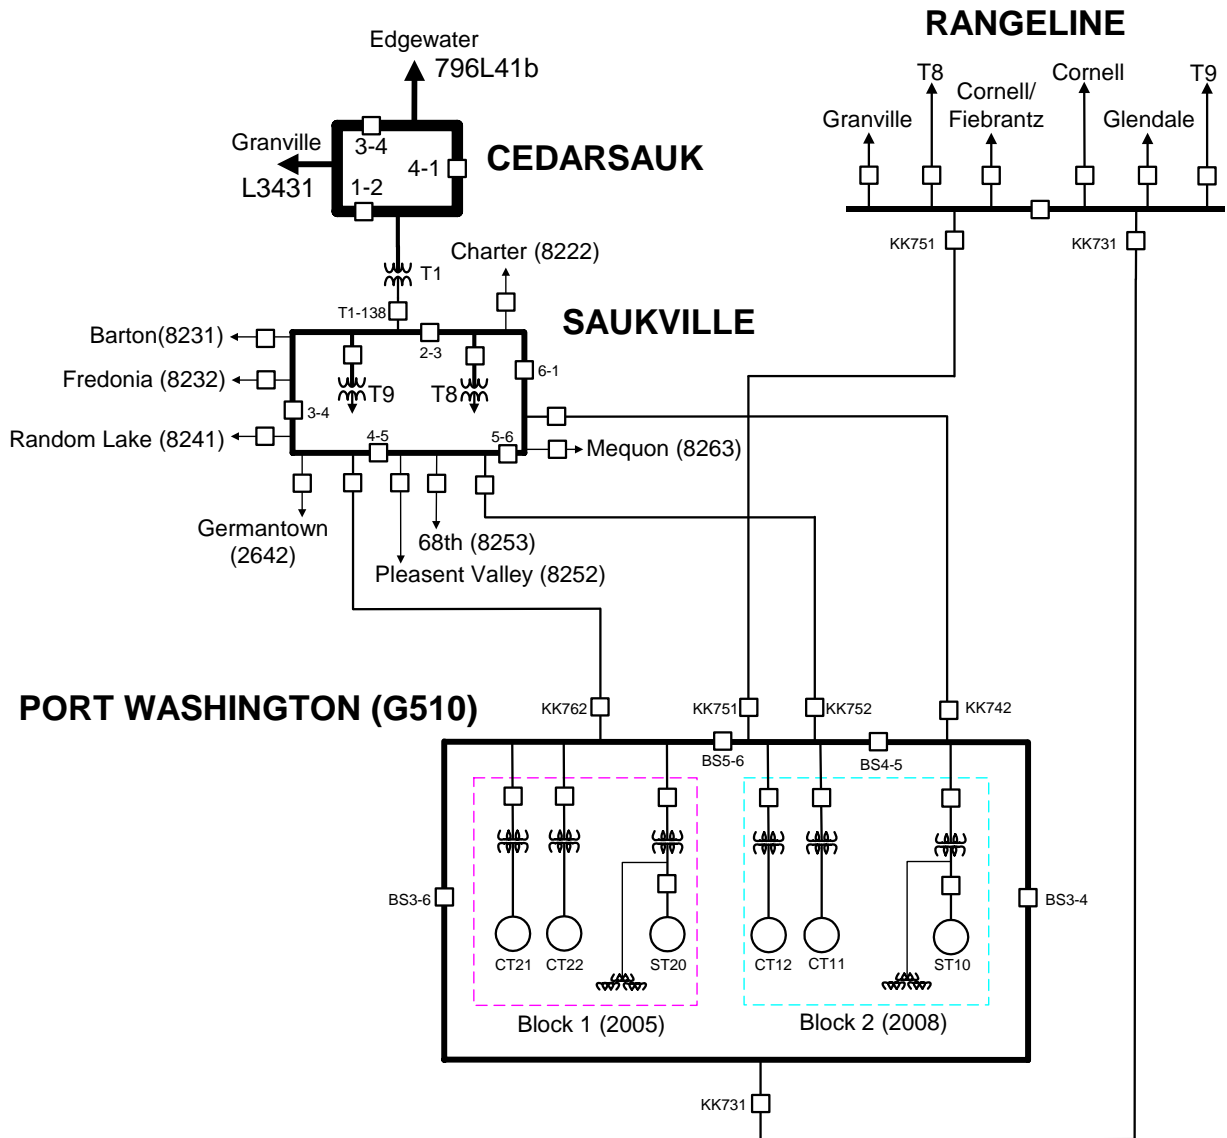 RANGELINE
Edgewater
796L41b
T8
Cornell
T9
Cornell/
Fiebrantz
Granville
Glendale
Granville
L3431
3-4
4-1
1-2
CEDARSAUK
KK751
KK731
Charter (8222)
T1
T1-138
SAUKVILLE
Barton(8231)
2-3
Fredonia (8232)
6-1
T9
T8
3-4
Random Lake (8241)
4-5
5-6
Mequon (8263)
Germantown
(2642)
68th (8253)
Pleasent Valley (8252)
PORT WASHINGTON (G510)
KK762
KK751
KK752
KK742
BS5-6
BS4-5
BS3-6
BS3-4
CT21
CT22
ST20
CT12
CT11
ST10
Block 1 (2005)
Block 2 (2008)
KK731